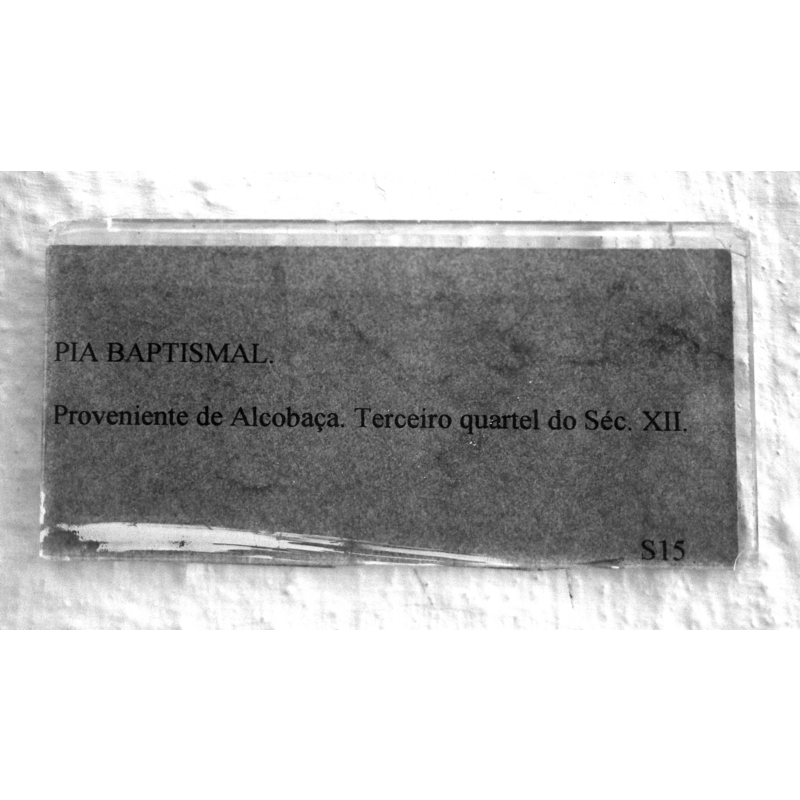 PIA BAPTISMAL.
Proveniente de Alcobaça. Terceiro quartel do Séc. XII.
S15